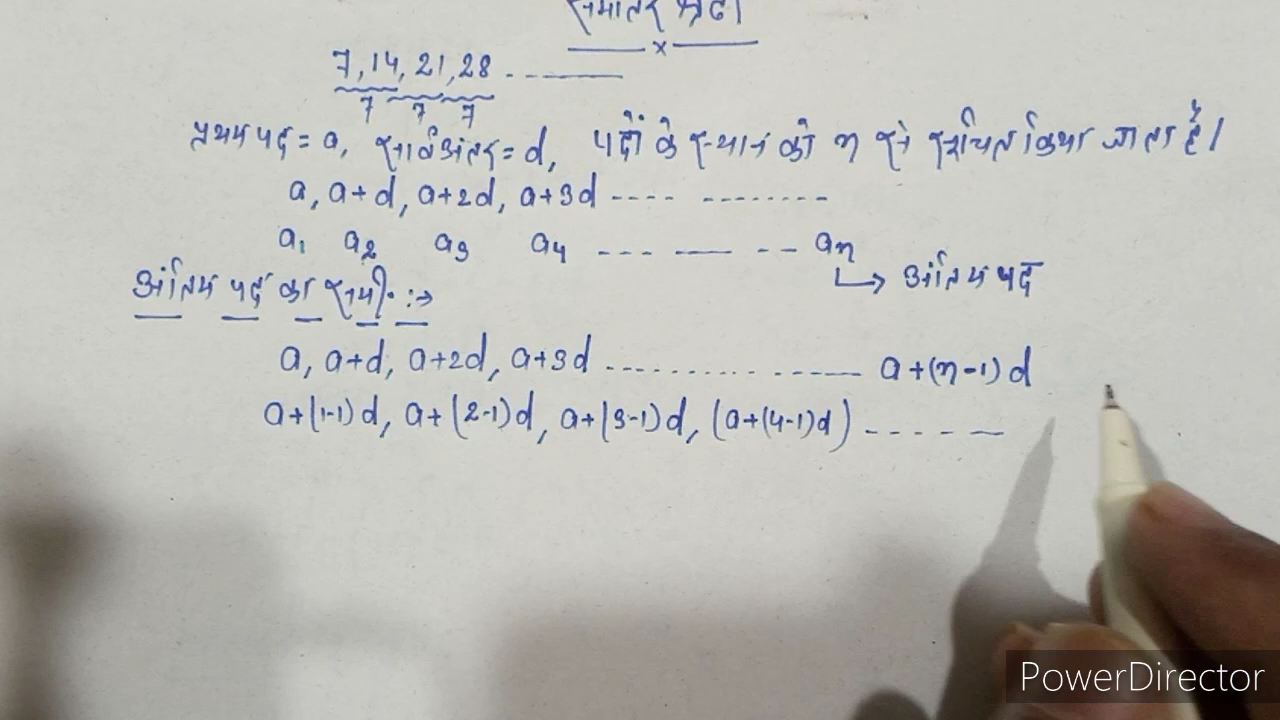 समांतर श्रेढ़ी
x
7, 14, 21, 28 - - - - -
7 7 7
प्रथम पद = a, सार्वअंतर = d, पदों के स्थान को n से सूचित किया जाता है।
a, a+d, a+2d, a+3d ---- --------
a1 a2 a3 a4 --- --- -- an
↳ अंतिम पद
अंतिम पद का समी॰ :→
a, a+d, a+2d, a+3d ............... a+(n-1)d
a+(1-1)d, a+(2-1)d, a+(3-1)d, (a+(4-1)d) - - - - -
PowerDirector